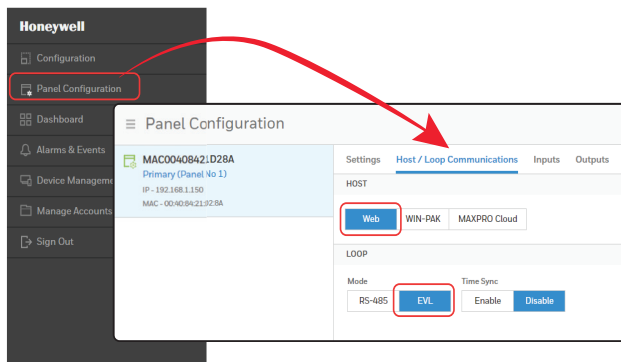 Honeywell
Configuration
Panel Configuration
Dashboard
Alarms & Events
Device Manageme
Manage Accounts
Sign Out
Panel Configuration
MAC00408421D28A
Primary (Panel No 1)
IP - 192.168.1.150
MAC - 00:40:84:21:D2:8A
Settings Host / Loop Communications Inputs Outputs
HOST
Web WIN-PAK MAXPRO Cloud
LOOP
Mode Time Sync
RS-485 EVL Enable Disable